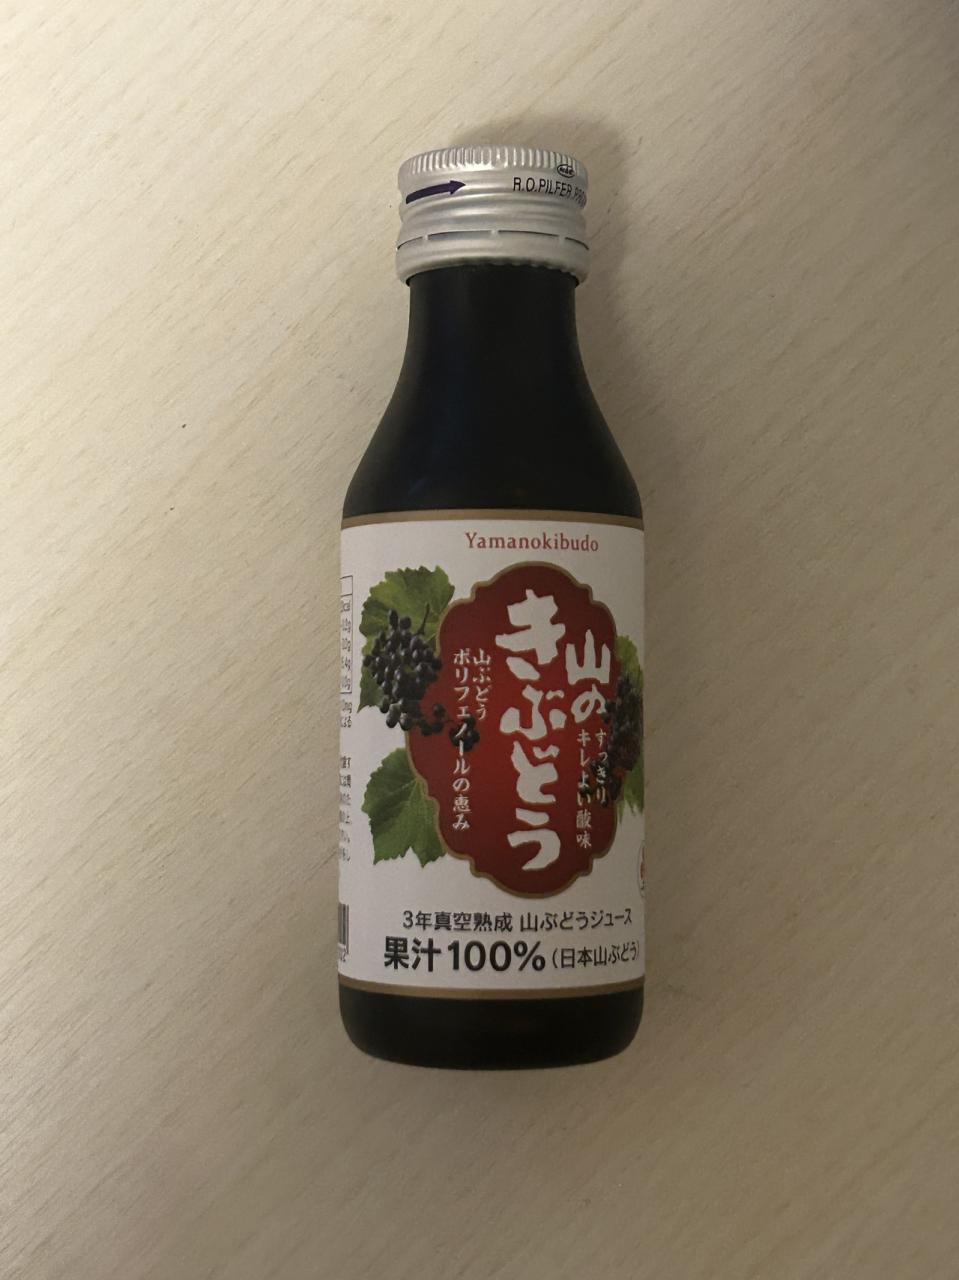 R.O.PILFER PRO
Yamanokibudo
山の
きぶどう
すっきり
キレよい酸味
山ぶどう
ポリフェノールの恵み
3年真空熟成 山ぶどうジュース
果汁100%(日本山ぶどう)